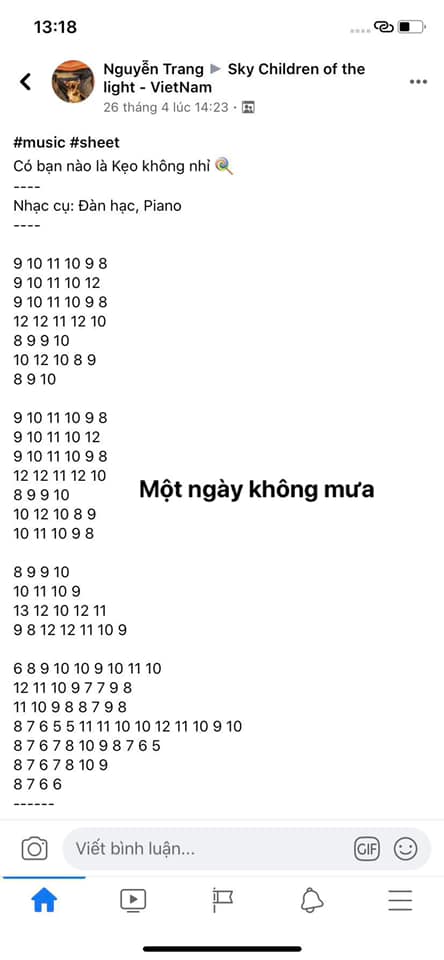 13:18
Nguyễn Trang ▶ Sky Children of the
light - VietNam
26 tháng 4 lúc 14:23 ·
#music #sheet
Có bạn nào là Kẹo không nhỉ 🍭
----
Nhạc cụ: Đàn hạc, Piano
----
9 10 11 10 9 8
9 10 11 10 12
9 10 11 10 9 8
12 12 11 12 10
8 9 9 10
10 12 10 8 9
8 9 10
9 10 11 10 9 8
9 10 11 10 12
9 10 11 10 9 8
12 12 11 12 10
8 9 9 10
Một ngày không mưa
10 12 10 8 9
10 11 10 9 8
8 9 9 10
10 11 10 9
13 12 10 12 11
9 8 12 12 11 10 9
6 8 9 10 10 9 10 11 10
12 11 10 9 7 7 9 8
11 10 9 8 8 7 9 8
8 7 6 5 5 11 11 10 10 12 11 10 9 10
8 7 6 7 8 10 9 8 7 6 5
8 7 6 7 8 10 9
8 7 6 6
------
Viết bình luận...
GIF